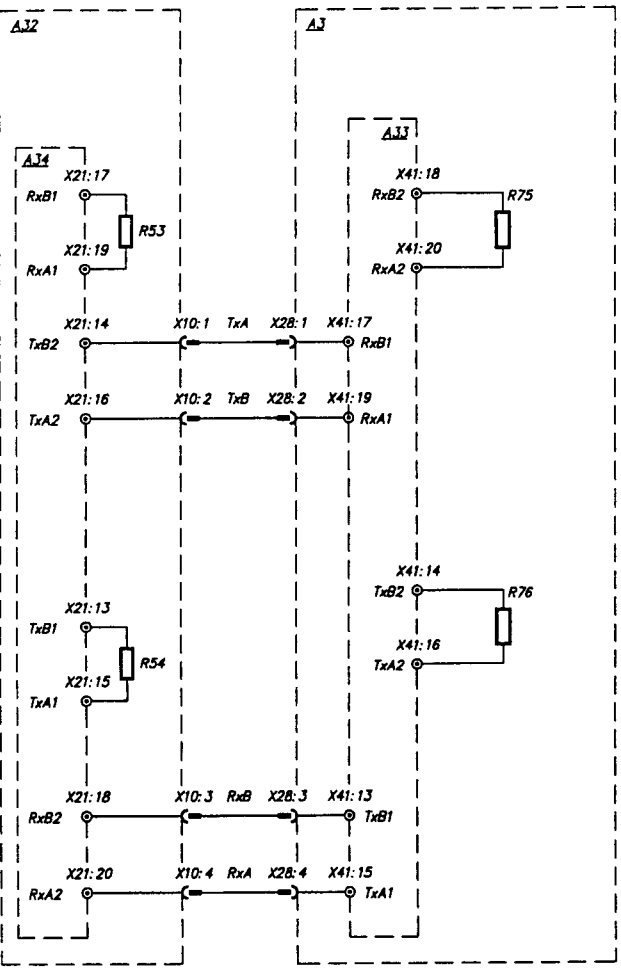 A32 A3
A33
A34
X21:17 X41:18
RxB1 RxB2 R75
R53
X21:19 X41:20
RxA1 RxA2
X21:14 X10:1 TxA X28:1 X41:17
TxB2 RxB1
X21:16 X10:2 TxB X28:2 X41:19
TxA2 RxA1
X41:14
TxB2 R76
X21:13
TxB1
X41:16
R54 TxA2
X21:15
TxA1
X21:18 X10:3 RxB X28:3 X41:13
RxB2 TxB1
X21:20 X10:4 RxA X28:4 X41:15
RxA2 TxA1